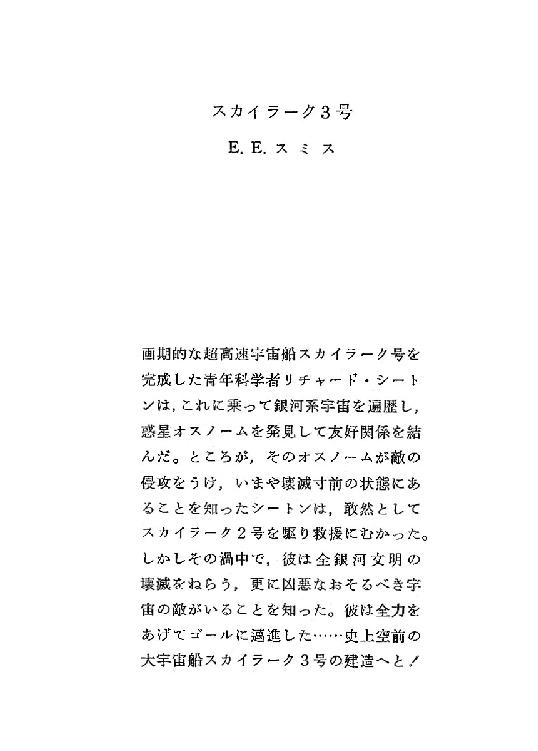 スカイラーク3号
E. E. スミス
画期的な超高速宇宙船スカイラーク号を
完成した青年科学者リチャード・シート
ンは，これに乗って銀河系宇宙を遍歴し，
惑星オスノームを発見して友好関係を結
んだ。ところが，そのオスノームが敵の
侵攻をうけ，いまや壊滅寸前の状態にあ
ることを知ったシートンは，敢然として
スカイラーク2号を駆り救援にむかった。
しかしその渦中で，彼は全銀河文明の
壊滅をねらう，更に凶悪なおそるべき宇
宙の敵がいることを知った。彼は全力を
あげてゴールに邁進した……史上空前の
大宇宙船スカイラーク3号の建造へと！